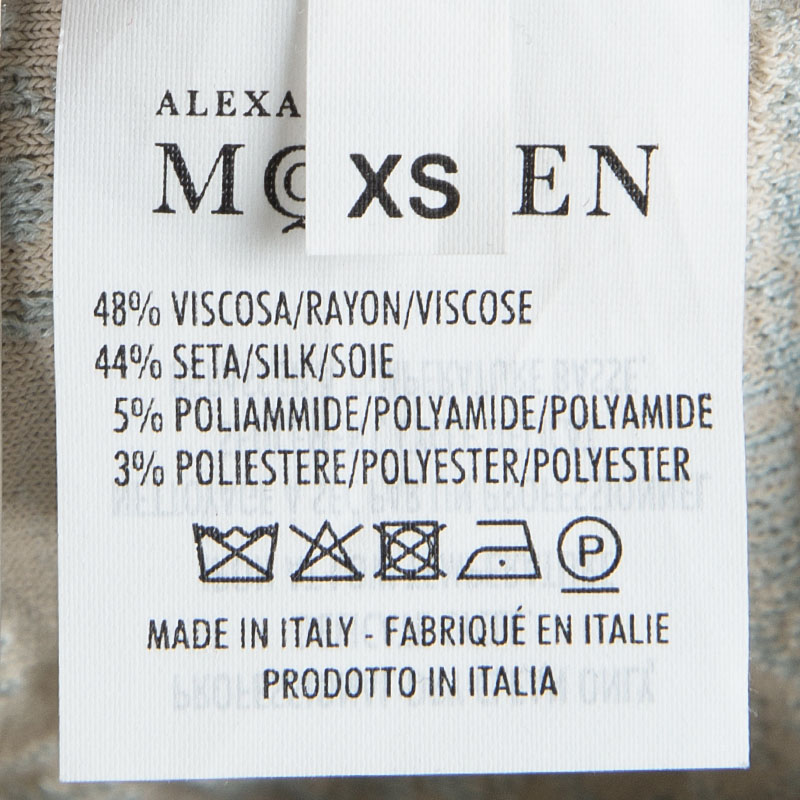 ALEXA
MQ XS EN
48% VISCOSA/RAYON/VISCOSE
44% SETA/SILK/SOIE
5% POLIAMMIDE/POLYAMIDE/POLYAMIDE
3% POLIESTERE/POLYESTER/POLYESTER
P
MADE IN ITALY - FABRIQUÉ EN ITALIE
PRODOTTO IN ITALIA